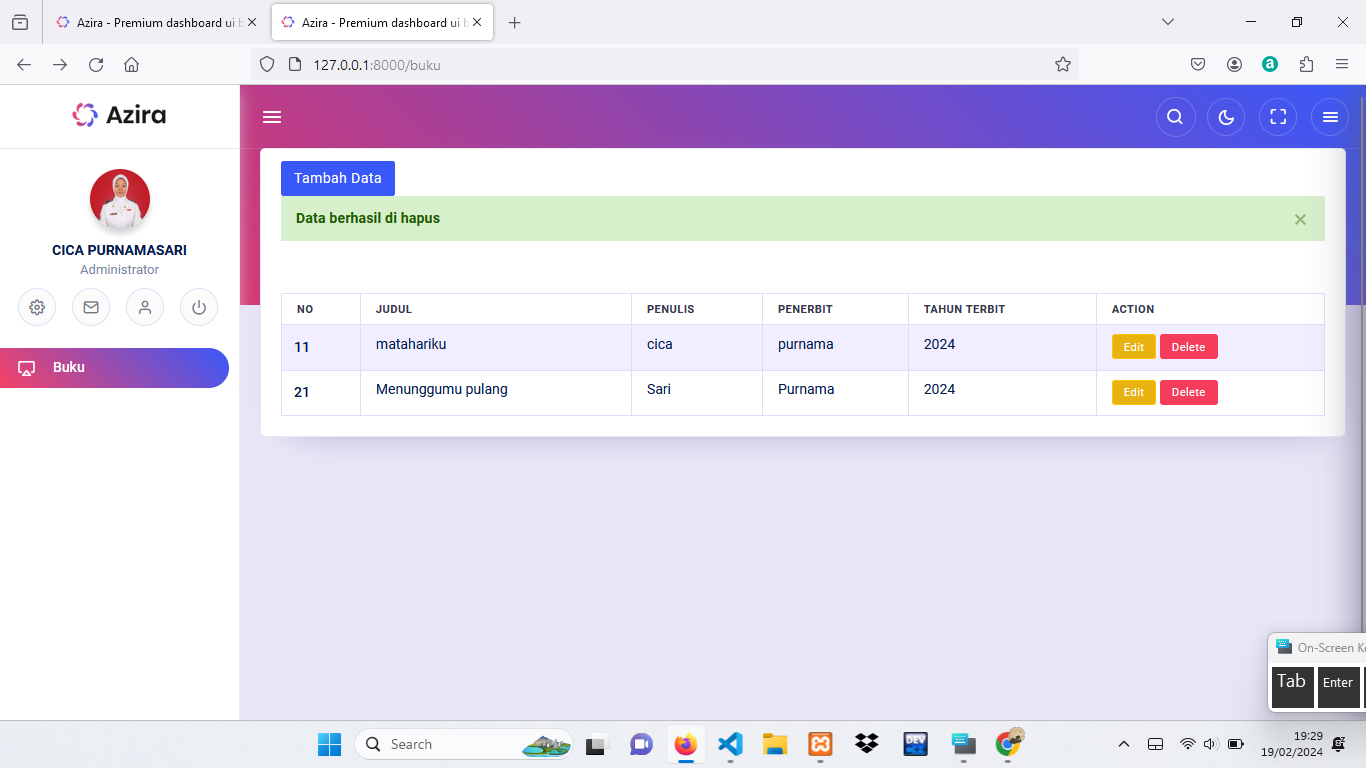 Azira - Premium dashboard ui b
Azira - Premium dashboard ui b
127.0.0.1:8000/buku
Azira
CICA PURNAMASARI
Administrator
Buku
Tambah Data
Data berhasil di hapus
NO JUDUL PENULIS PENERBIT TAHUN TERBIT ACTION
11 matahariku cica purnama 2024 Edit Delete
21 Menunggumu pulang Sari Purnama 2024 Edit Delete
On-Screen Ke
Tab Enter
Search
DEV
19:29
19/02/2024